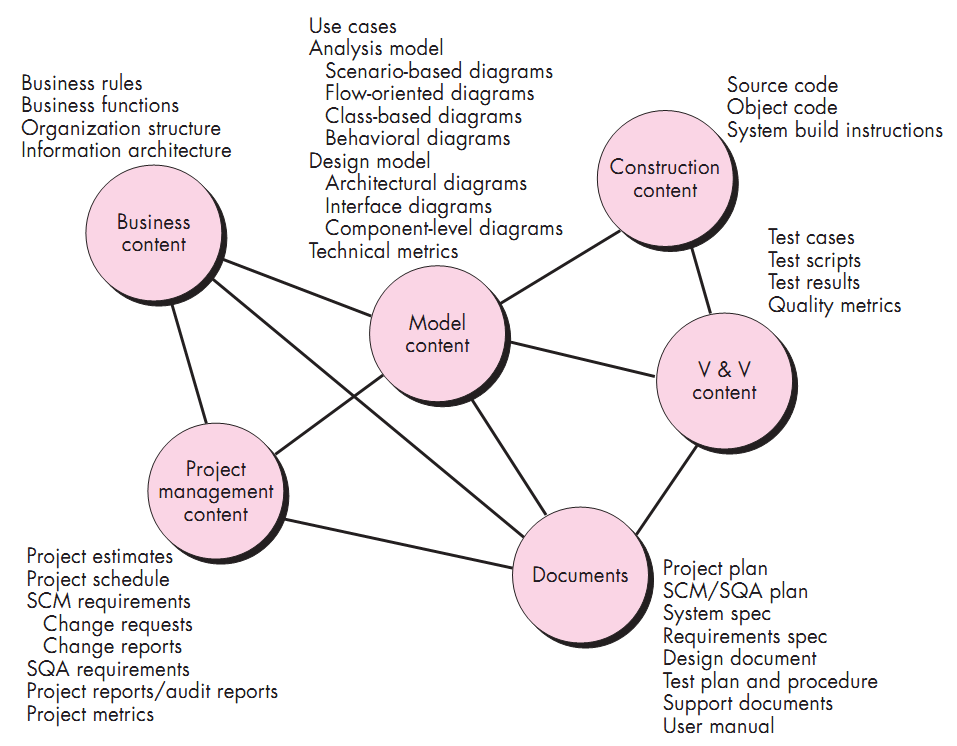 Use cases
Analysis model
Scenario-based diagrams
Flow-oriented diagrams
Class-based diagrams
Behavioral diagrams
Design model
Architectural diagrams
Interface diagrams
Component-level diagrams
Technical metrics
Business rules
Business functions
Organization structure
Information architecture
Business
content
Source code
Object code
System build instructions
Construction
content
Model
content
Test cases
Test scripts
Test results
Quality metrics
V & V
content
Project
management
content
Project estimates
Project schedule
SCM requirements
Change requests
Change reports
SQA requirements
Project reports/audit reports
Project metrics
Documents
Project plan
SCM/SQA plan
System spec
Requirements spec
Design document
Test plan and procedure
Support documents
User manual